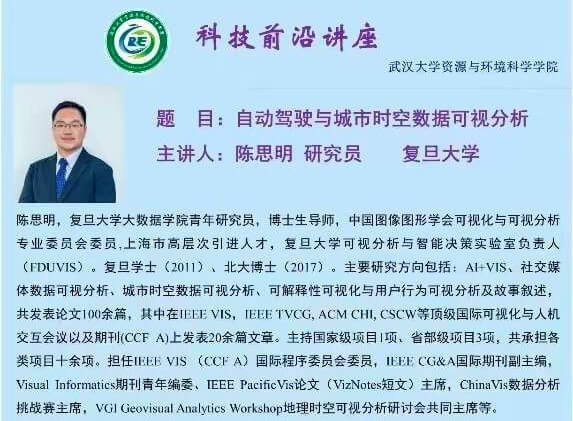 RE
科技前沿讲座
武汉大学资源与环境科学学院
题 目：自动驾驶与城市时空数据可视分析
主讲人：陈思明 研究员 复旦大学
陈思明，复旦大学大数据学院青年研究员，博士生导师，中国图像图形学会可视化与可视分析
专业委员会委员,上海市高层次引进人才，复旦大学可视分析与智能决策实验室负责人
（FDUVIS）。复旦学士（2011）、北大博士（2017）。主要研究方向包括：AI+VIS、社交媒
体数据可视分析、城市时空数据可视分析、可解释性可视化与用户行为可视分析及故事叙述，
共发表论文100余篇，其中在IEEE VIS，IEEE TVCG, ACM CHI, CSCW等顶级国际可视化与人机
交互会议以及期刊(CCF A)上发表20余篇文章。主持国家级项目1项、省部级项目3项，共承担各
类项目十余项。担任IEEE VIS （CCF A）国际程序委员会委员，IEEE CG&A国际期刊副主编，
Visual Informatics期刊青年编委、IEEE PacificVis论文（VizNotes短文）主席，ChinaVis数据分析
挑战赛主席，VGI Geovisual Analytics Workshop地理时空可视分析研讨会共同主席等。